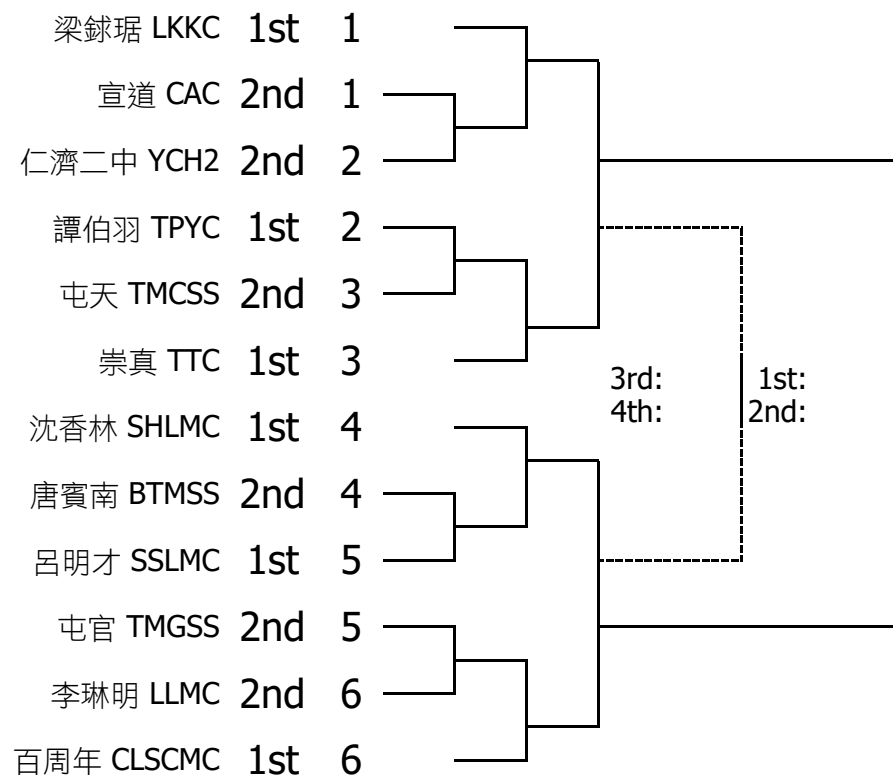 梁銶琚 LKKC 1st 1
宣道 CAC 2nd 1
仁濟二中 YCH2 2nd 2
譚伯羽 TPYC 1st 2
屯天 TMCSS 2nd 3
崇真 TTC 1st 3
3rd: 1st:
4th: 2nd:
沈香林 SHLMC 1st 4
唐賓南 BTMSS 2nd 4
呂明才 SSLMC 1st 5
屯官 TMGSS 2nd 5
李琳明 LLMC 2nd 6
百周年 CLSCMC 1st 6